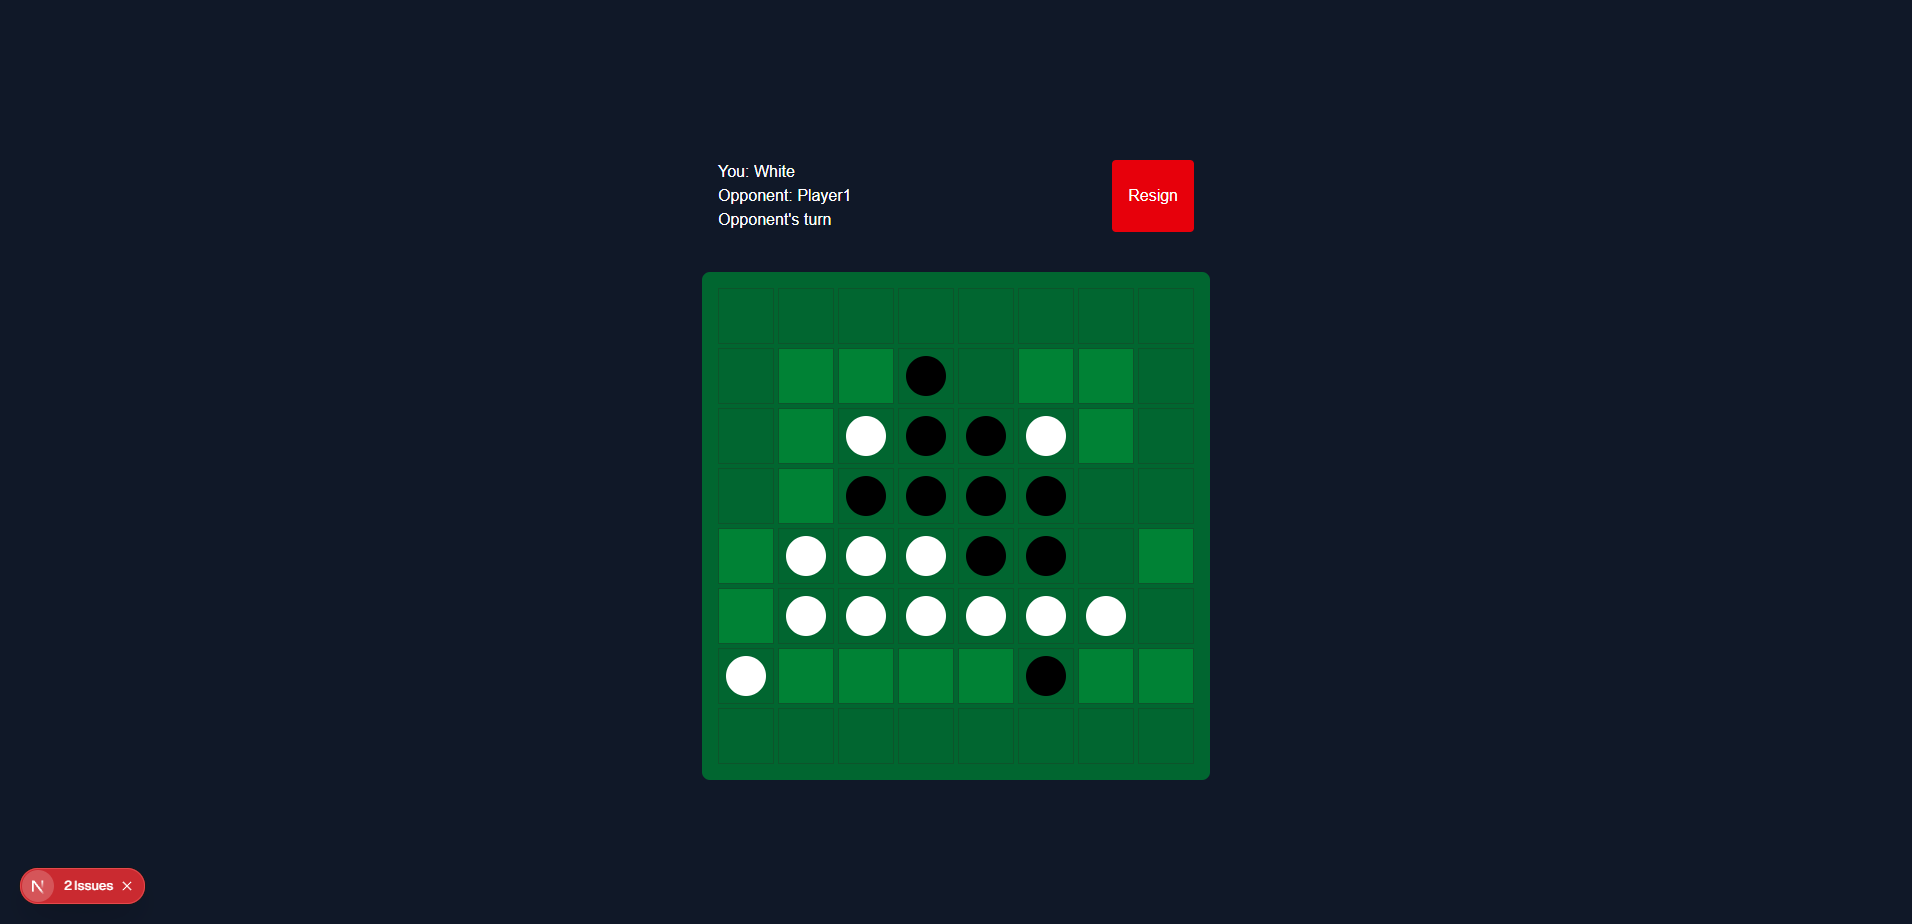 You: White
Opponent: Player1
Opponent's turn
Resign
N
2 Issues